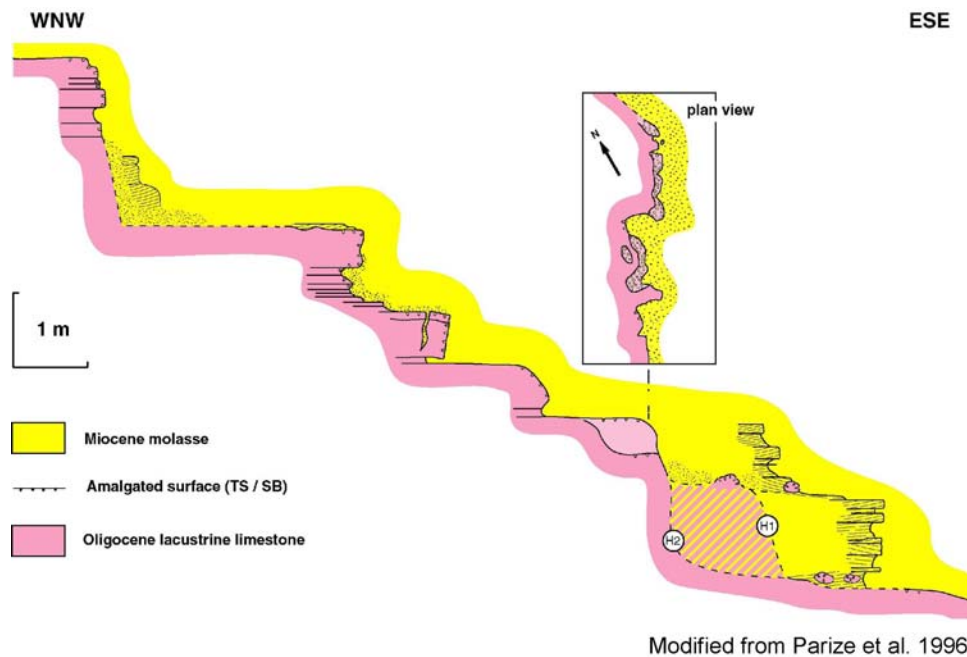 WNW
ESE
plan view
N
1 m
Miocene molasse
Amalgated surface (TS / SB)
Oligocene lacustrine limestone
H2
H1
Modified from Parize et al. 1996